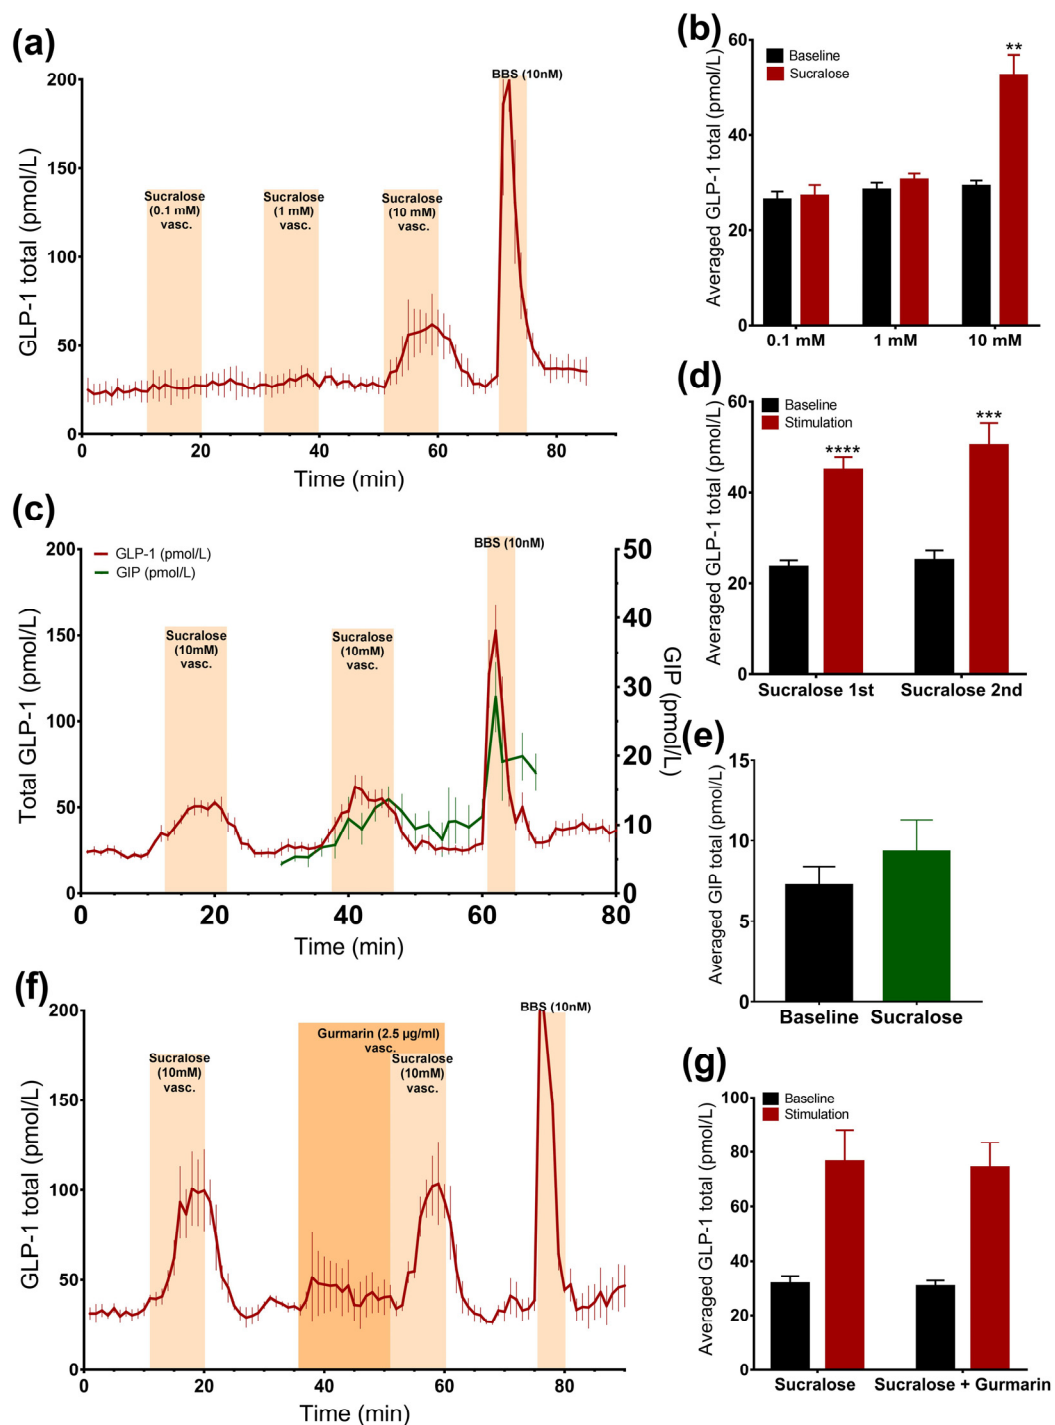 (a)
GLP-1 total (pmol/L)
200
150
100
50
0
Sucralose
(0.1 mM)
vasc.
Sucralose
(1 mM)
vasc.
Sucralose
(10 mM)
vasc.
BBS (10nM)
0
20
40
60
80
Time (min)
(b)
Averaged GLP-1 total (pmol/L)
60
40
20
0
Baseline
Sucralose
**
0.1 mM
1 mM
10 mM
(c)
Total GLP-1 (pmol/L)
200
150
100
50
0
GLP-1 (pmol/L)
GIP (pmol/L)
Sucralose
(10mM)
vasc.
Sucralose
(10mM)
vasc.
BBS (10nM)
50
40
30
20
10
0
GIP (pmol/L)
0
20
40
60
80
Time (min)
(d)
Averaged GLP-1 total (pmol/L)
60
40
20
0
Baseline
Stimulation
****
***
Sucralose 1st
Sucralose 2nd
(e)
Averaged GIP total (pmol/L)
15
10
5
0
Baseline
Sucralose
(f)
GLP-1 total (pmol/L)
200
150
100
50
0
Sucralose
(10mM)
vasc.
Gurmarin (2.5 µg/ml)
vasc.
Sucralose
(10mM)
vasc.
BBS (10nM)
0
20
40
60
80
Time (min)
(g)
Averaged GLP-1 total (pmol/L)
100
80
60
40
20
0
Baseline
Stimulation
Sucralose
Sucralose + Gurmarin